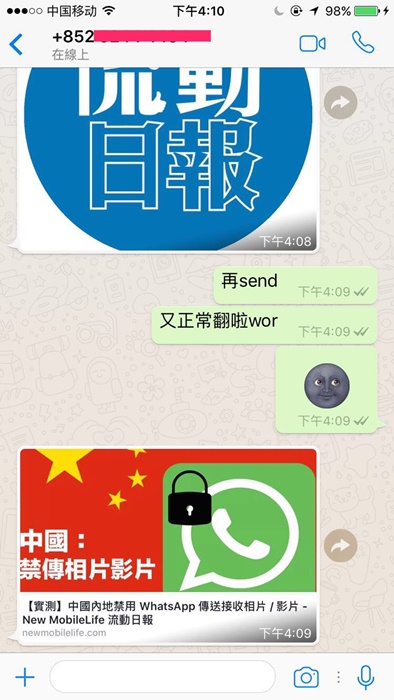 中国移动
下午4:10
98%
+852
在線上
流動
日報
下午4:08
再send
下午4:09
又正常翻啦wor
下午4:09
下午4:09
中國：
禁傳相片影片
【實測】中國內地禁用 WhatsApp 傳送接收相片 / 影片 -
New MobileLife 流動日報
newmobilelife.com
下午4:09